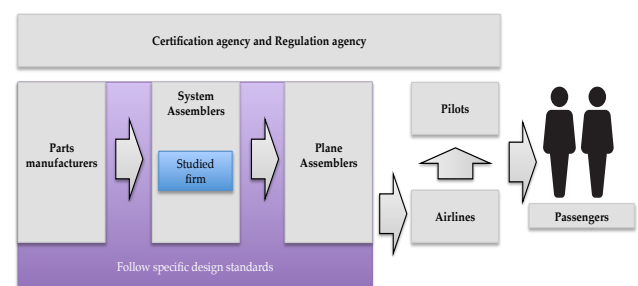 Certification agency and Regulation agency
Parts
manufacturers
System
Assemblers
Studied
firm
Plane
Assemblers
Follow specific design standards
Pilots
Airlines
Passengers